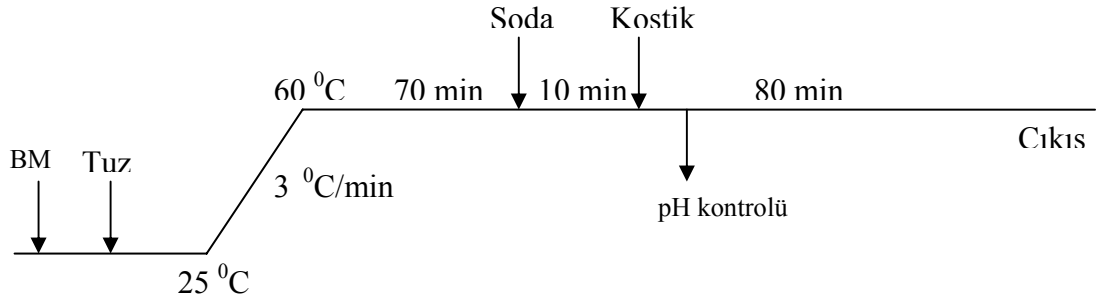 Soda Kostik
60 ⁰C 70 min 10 min 80 min
Cıkıs
BM Tuz
3 ⁰C/min
pH kontrolü
25 ⁰C